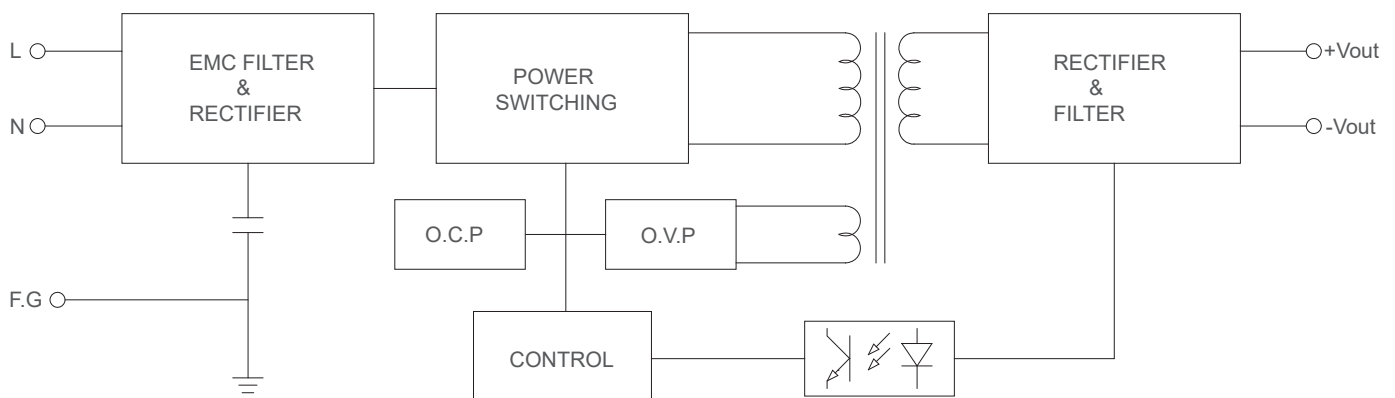 L
N
F.G
EMC FILTER
&
RECTIFIER
POWER
SWITCHING
RECTIFIER
&
FILTER
+Vout
-Vout
O.C.P
O.V.P
CONTROL